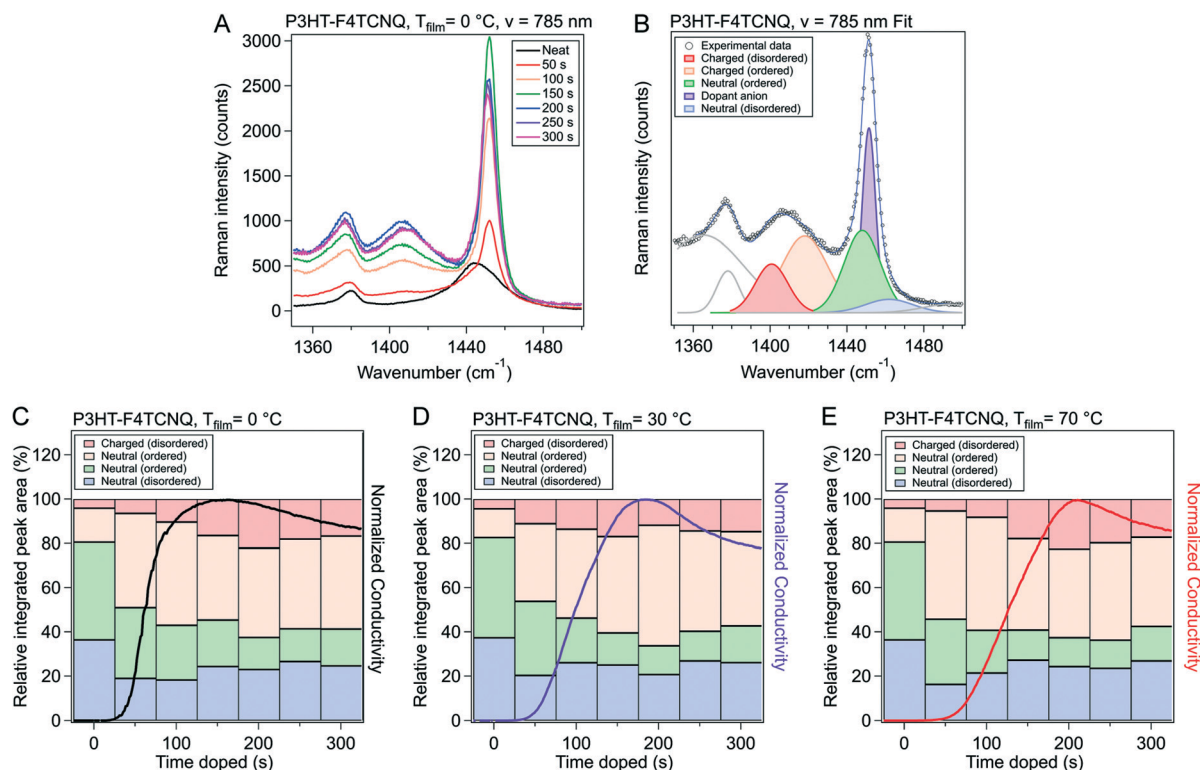 A
P3HT-F4TCNQ, Tfilm= 0 °C, v = 785 nm
3000
2500
2000
1500
1000
500
0
Raman intensity (counts)
Neat
50 s
100 s
150 s
200 s
250 s
300 s
1360 1400 1440 1480
Wavenumber (cm-1)
B
P3HT-F4TCNQ, v = 785 nm Fit
Raman intensity (counts)
Experimental data
Charged (disordered)
Charged (ordered)
Neutral (ordered)
Dopant anion
Neutral (disordered)
1360 1400 1440 1480
Wavenumber (cm-1)
C
P3HT-F4TCNQ, Tfilm= 0 °C
Relative integrated peak area (%)
120
100
80
60
40
20
0
Charged (disordered)
Neutral (ordered)
Neutral (ordered)
Neutral (disordered)
Normalized Conductivity
0 100 200 300
Time doped (s)
D
P3HT-F4TCNQ, Tfilm= 30 °C
Relative integrated peak area (%)
120
100
80
60
40
20
0
Charged (disordered)
Neutral (ordered)
Neutral (ordered)
Neutral (disordered)
Normalized Conductivity
0 100 200 300
Time doped (s)
E
P3HT-F4TCNQ, Tfilm= 70 °C
Relative integrated peak area (%)
120
100
80
60
40
20
0
Charged (disordered)
Neutral (ordered)
Neutral (ordered)
Neutral (disordered)
Normalized Conductivity
0 100 200 300
Time doped (s)